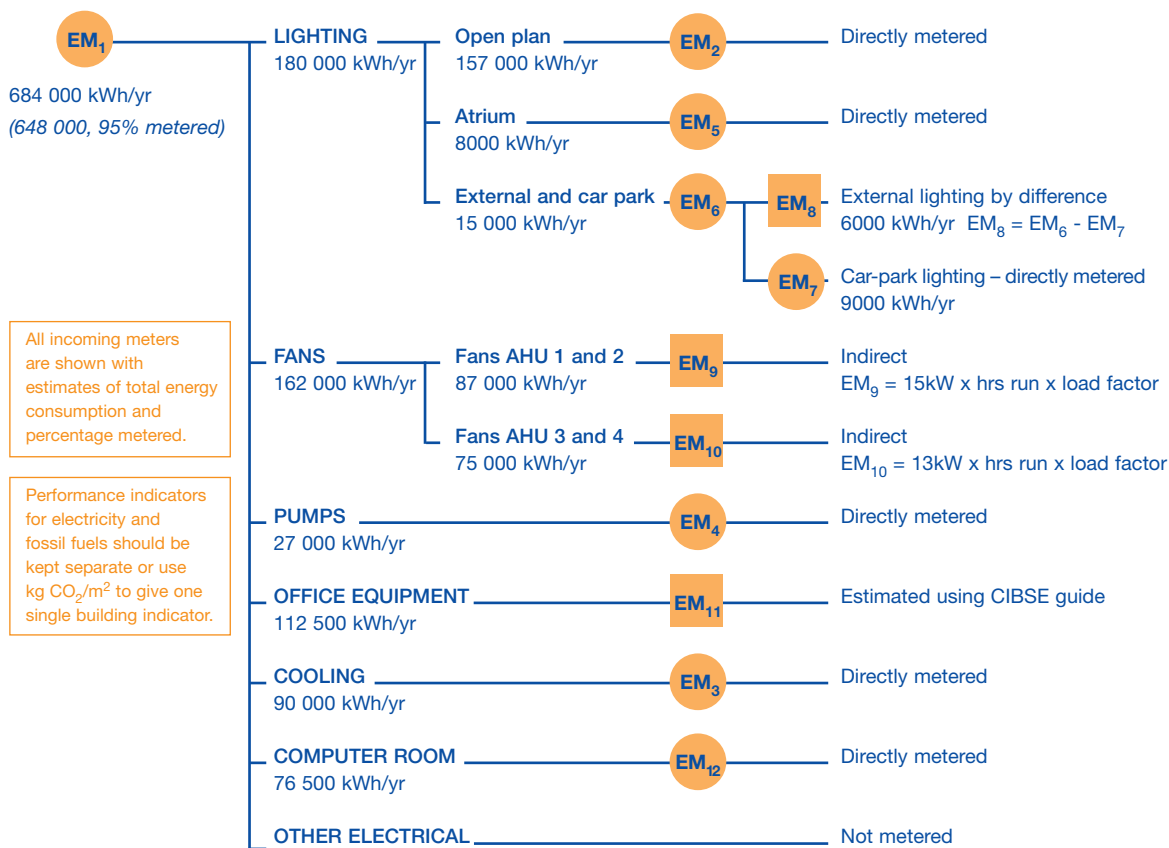 EM1
684 000 kWh/yr
(648 000, 95% metered)
LIGHTING
180 000 kWh/yr
Open plan
157 000 kWh/yr
EM2
Directly metered
Atrium
8000 kWh/yr
EM5
Directly metered
External and car park
15 000 kWh/yr
EM6
EM8
External lighting by difference
6000 kWh/yr EM8 = EM6 - EM7
EM7
Car-park lighting – directly metered
9000 kWh/yr
All incoming meters
are shown with
estimates of total energy
consumption and
percentage metered.
FANS
162 000 kWh/yr
Fans AHU 1 and 2
87 000 kWh/yr
EM9
Indirect
EM9 = 15kW x hrs run x load factor
Fans AHU 3 and 4
75 000 kWh/yr
EM10
Indirect
EM10 = 13kW x hrs run x load factor
Performance indicators
for electricity and
fossil fuels should be
kept separate or use
kg CO2/m² to give one
single building indicator.
PUMPS
27 000 kWh/yr
EM4
Directly metered
OFFICE EQUIPMENT
112 500 kWh/yr
EM11
Estimated using CIBSE guide
COOLING
90 000 kWh/yr
EM3
Directly metered
COMPUTER ROOM
76 500 kWh/yr
EM12
Directly metered
OTHER ELECTRICAL
Not metered